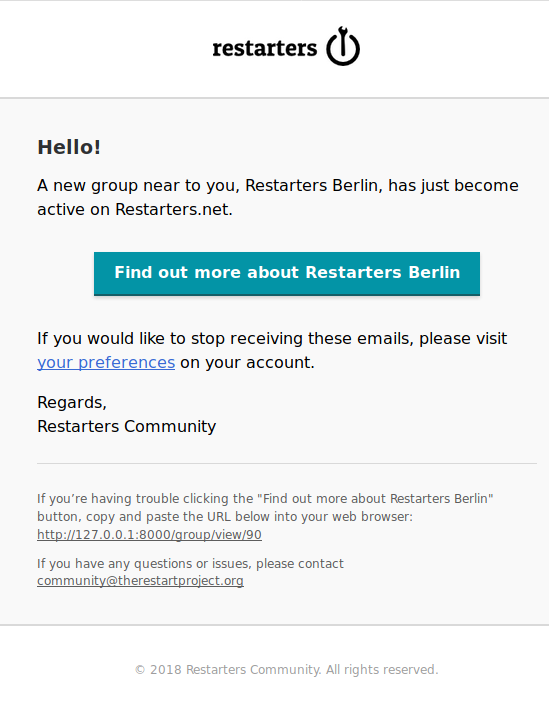 restarters
Hello!
A new group near to you, Restarters Berlin, has just become
active on Restarters.net.
Find out more about Restarters Berlin
If you would like to stop receiving these emails, please visit
your preferences on your account.
Regards,
Restarters Community
If you’re having trouble clicking the "Find out more about Restarters Berlin"
button, copy and paste the URL below into your web browser:
http://127.0.0.1:8000/group/view/90
If you have any questions or issues, please contact
community@therestartproject.org
© 2018 Restarters Community. All rights reserved.